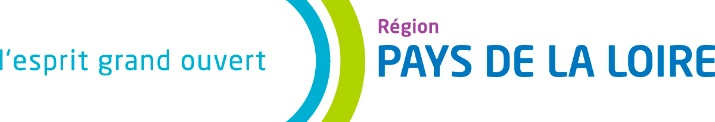 l'esprit grand ouvert
Région
PAYS DE LA LOIRE